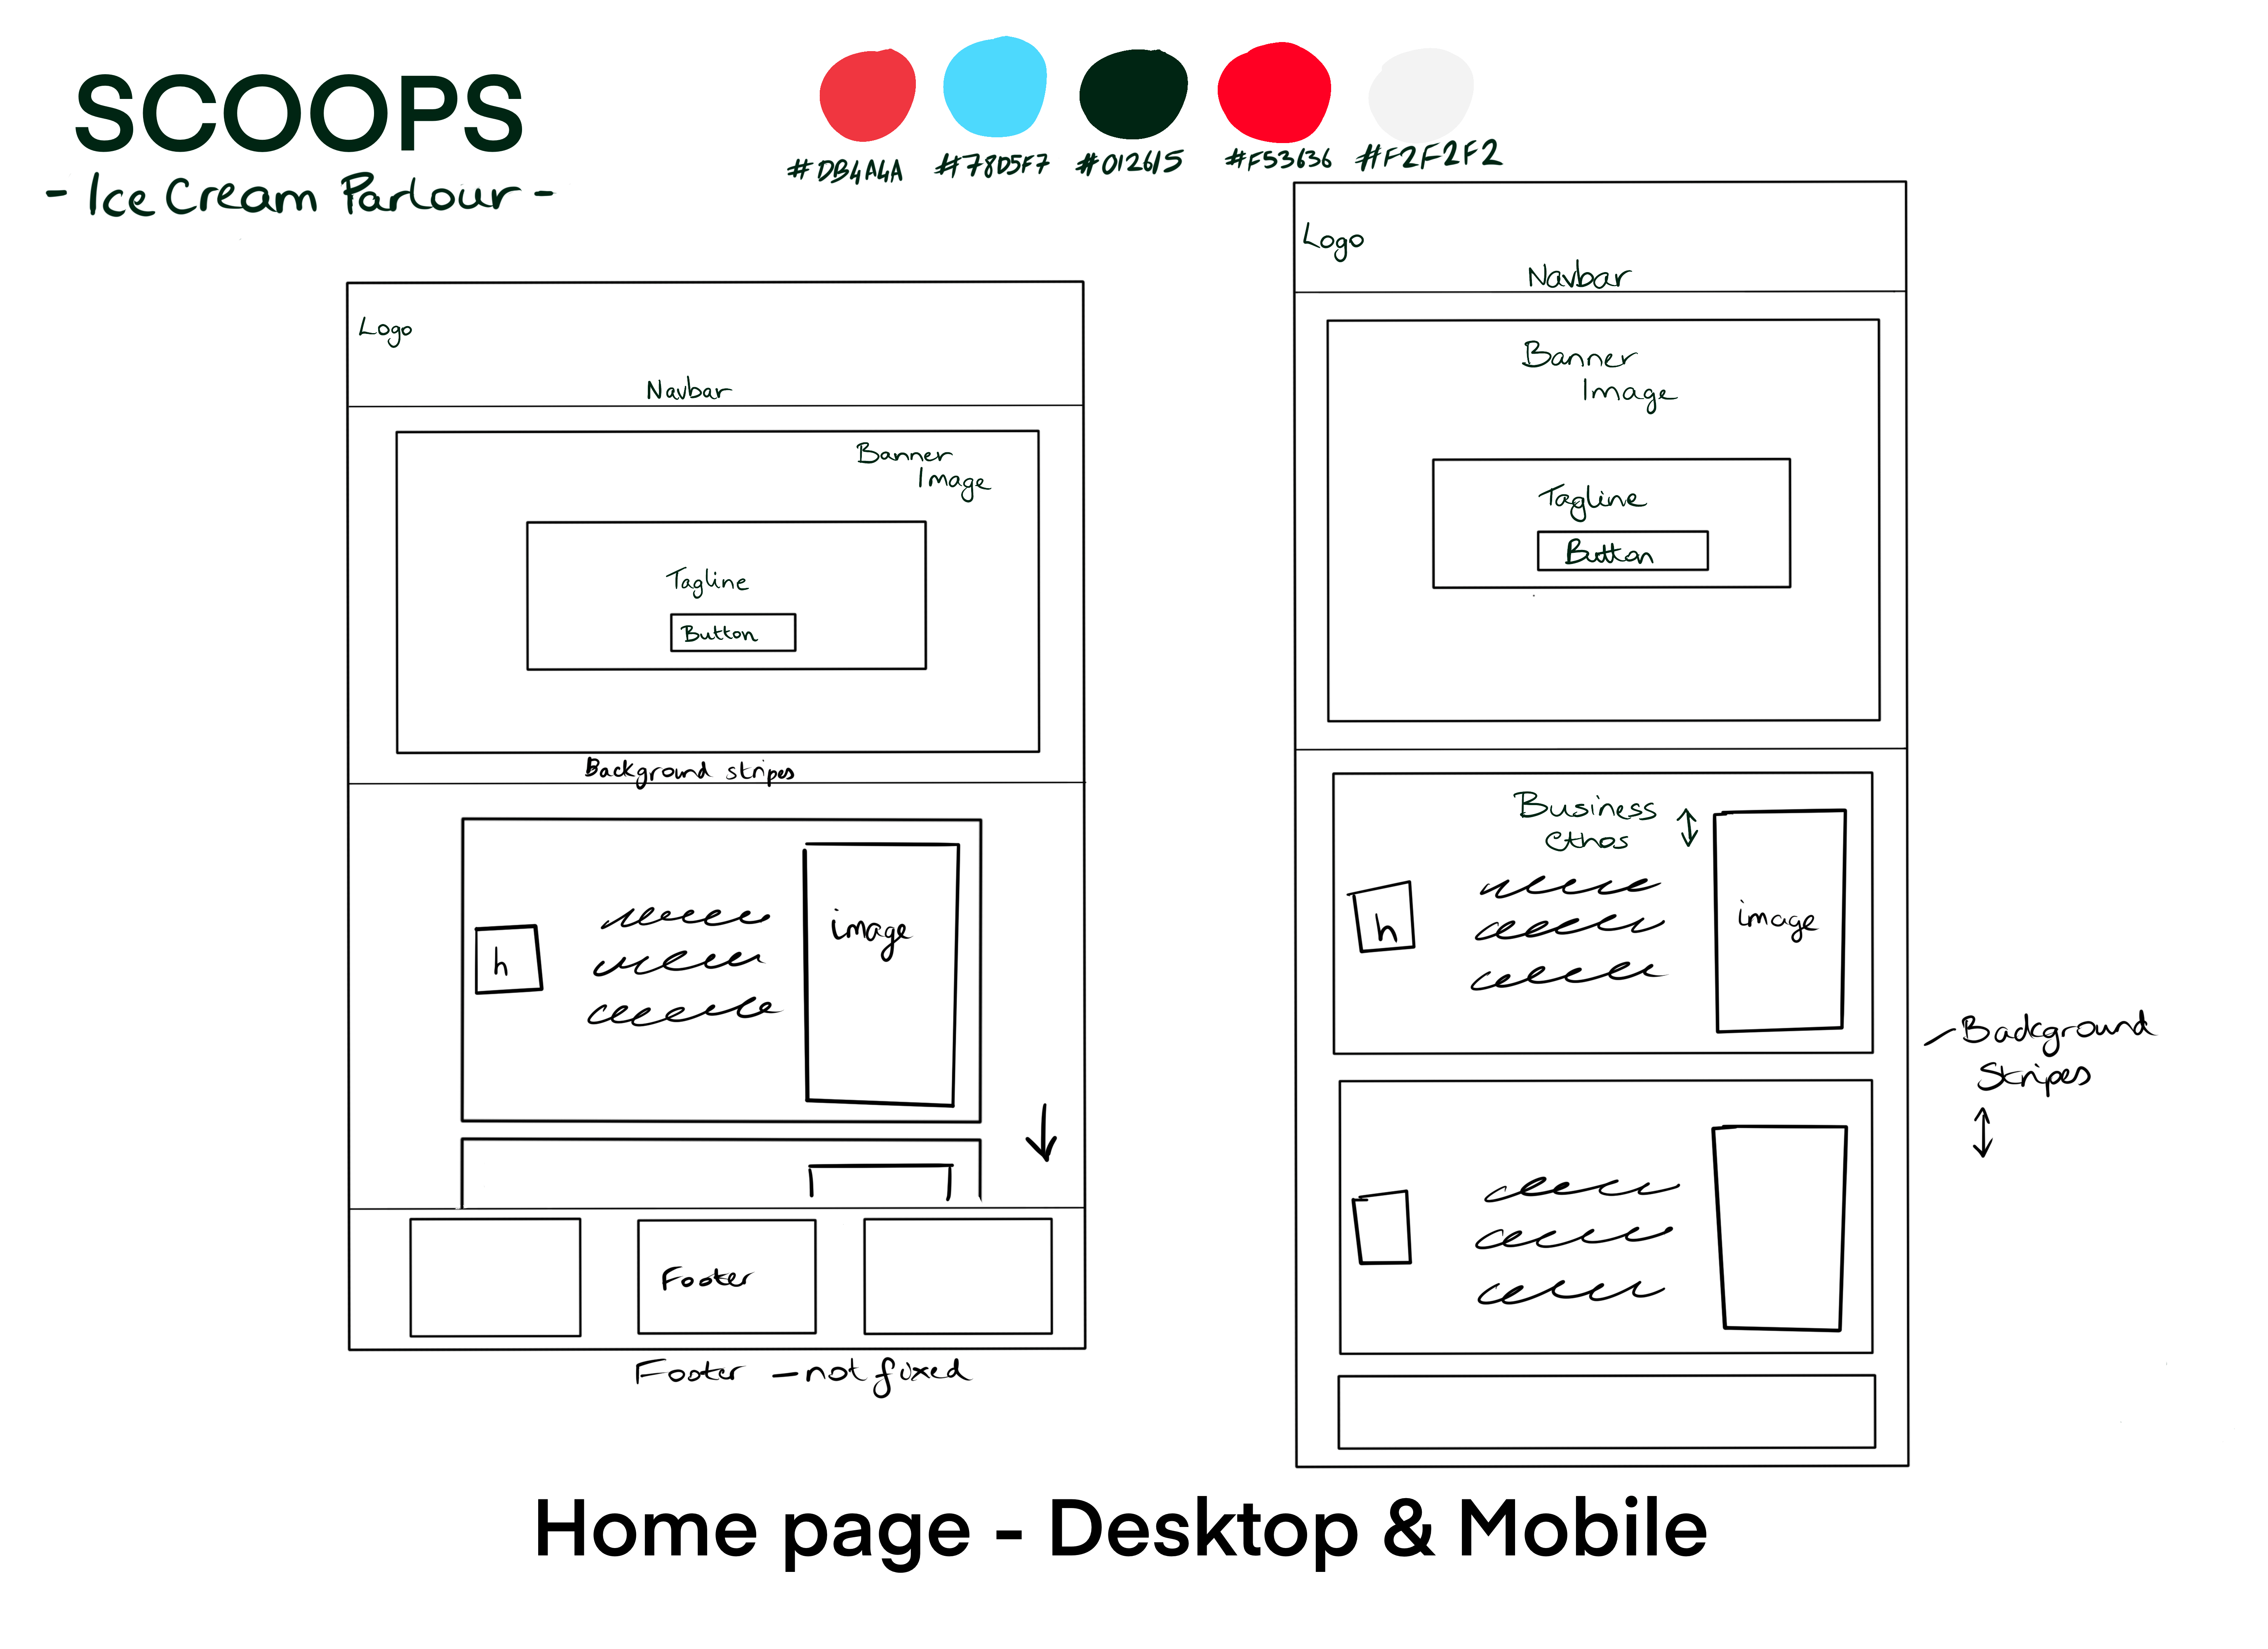 SCOOPS
- Ice Cream Parlour -
#DB4A4A
#78D5F7
#012615
#F53636
#F2F2F2
Logo
Navbar
Banner
Image
Tagline
Button
Background stripes
h
image
Footer
Footer - not fixed
Logo
Navbar
Banner
Image
Tagline
Button
Business
Ethos
h
image
Background
Stripes
Home page - Desktop & Mobile